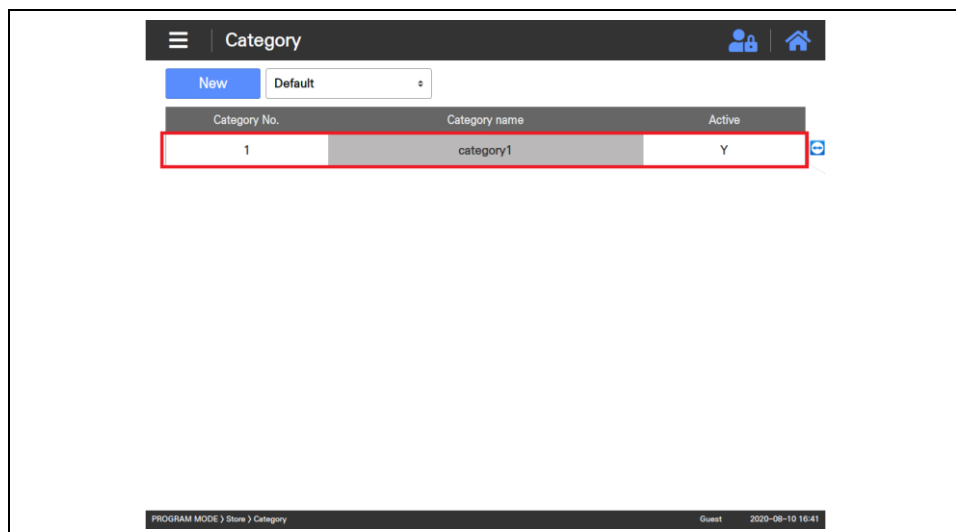 Category
New Default
Category No. Category name Active
1 category1 Y
PROGRAM MODE ⟩ Store ⟩ Category Guest 2020-08-10 16:41